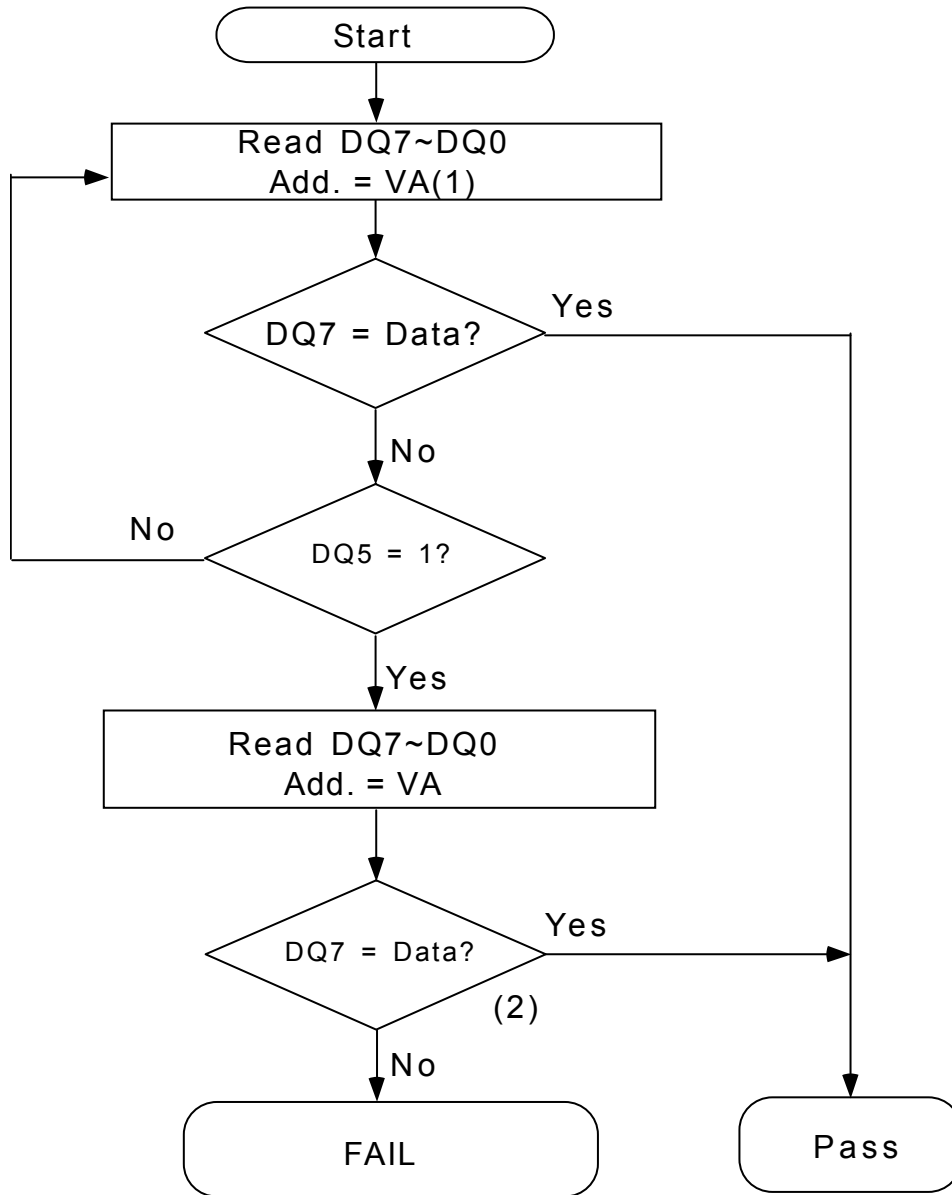 Start
Read DQ7~DQ0
Add. = VA(1)
DQ7 = Data?
Yes
No
No
DQ5 = 1?
Yes
Read DQ7~DQ0
Add. = VA
DQ7 = Data?
Yes
(2)
No
FAIL
Pass